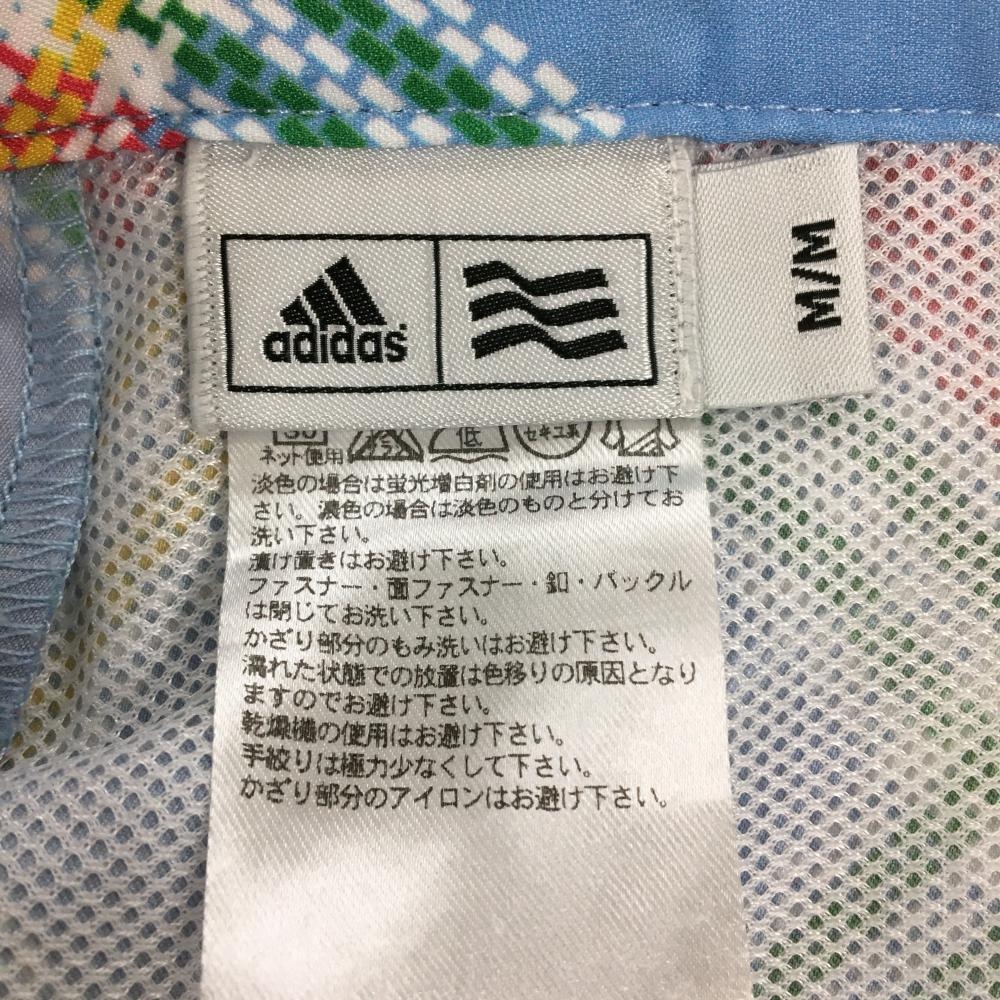 adidas
M/M
30
ネット使用
低
セキユ系
淡色の場合は蛍光増白剤の使用はお避け下
さい。濃色の場合は淡色のものと分けてお
洗い下さい。
漬け置きはお避け下さい。
ファスナー・面ファスナー・釦・バックル
は閉じてお洗い下さい。
かざり部分のもみ洗いはお避け下さい。
濡れた状態での放置は色移りの原因となり
ますのでお避け下さい。
乾燥機の使用はお避け下さい。
手絞りは極力少なくして下さい。
かざり部分のアイロンはお避け下さい。